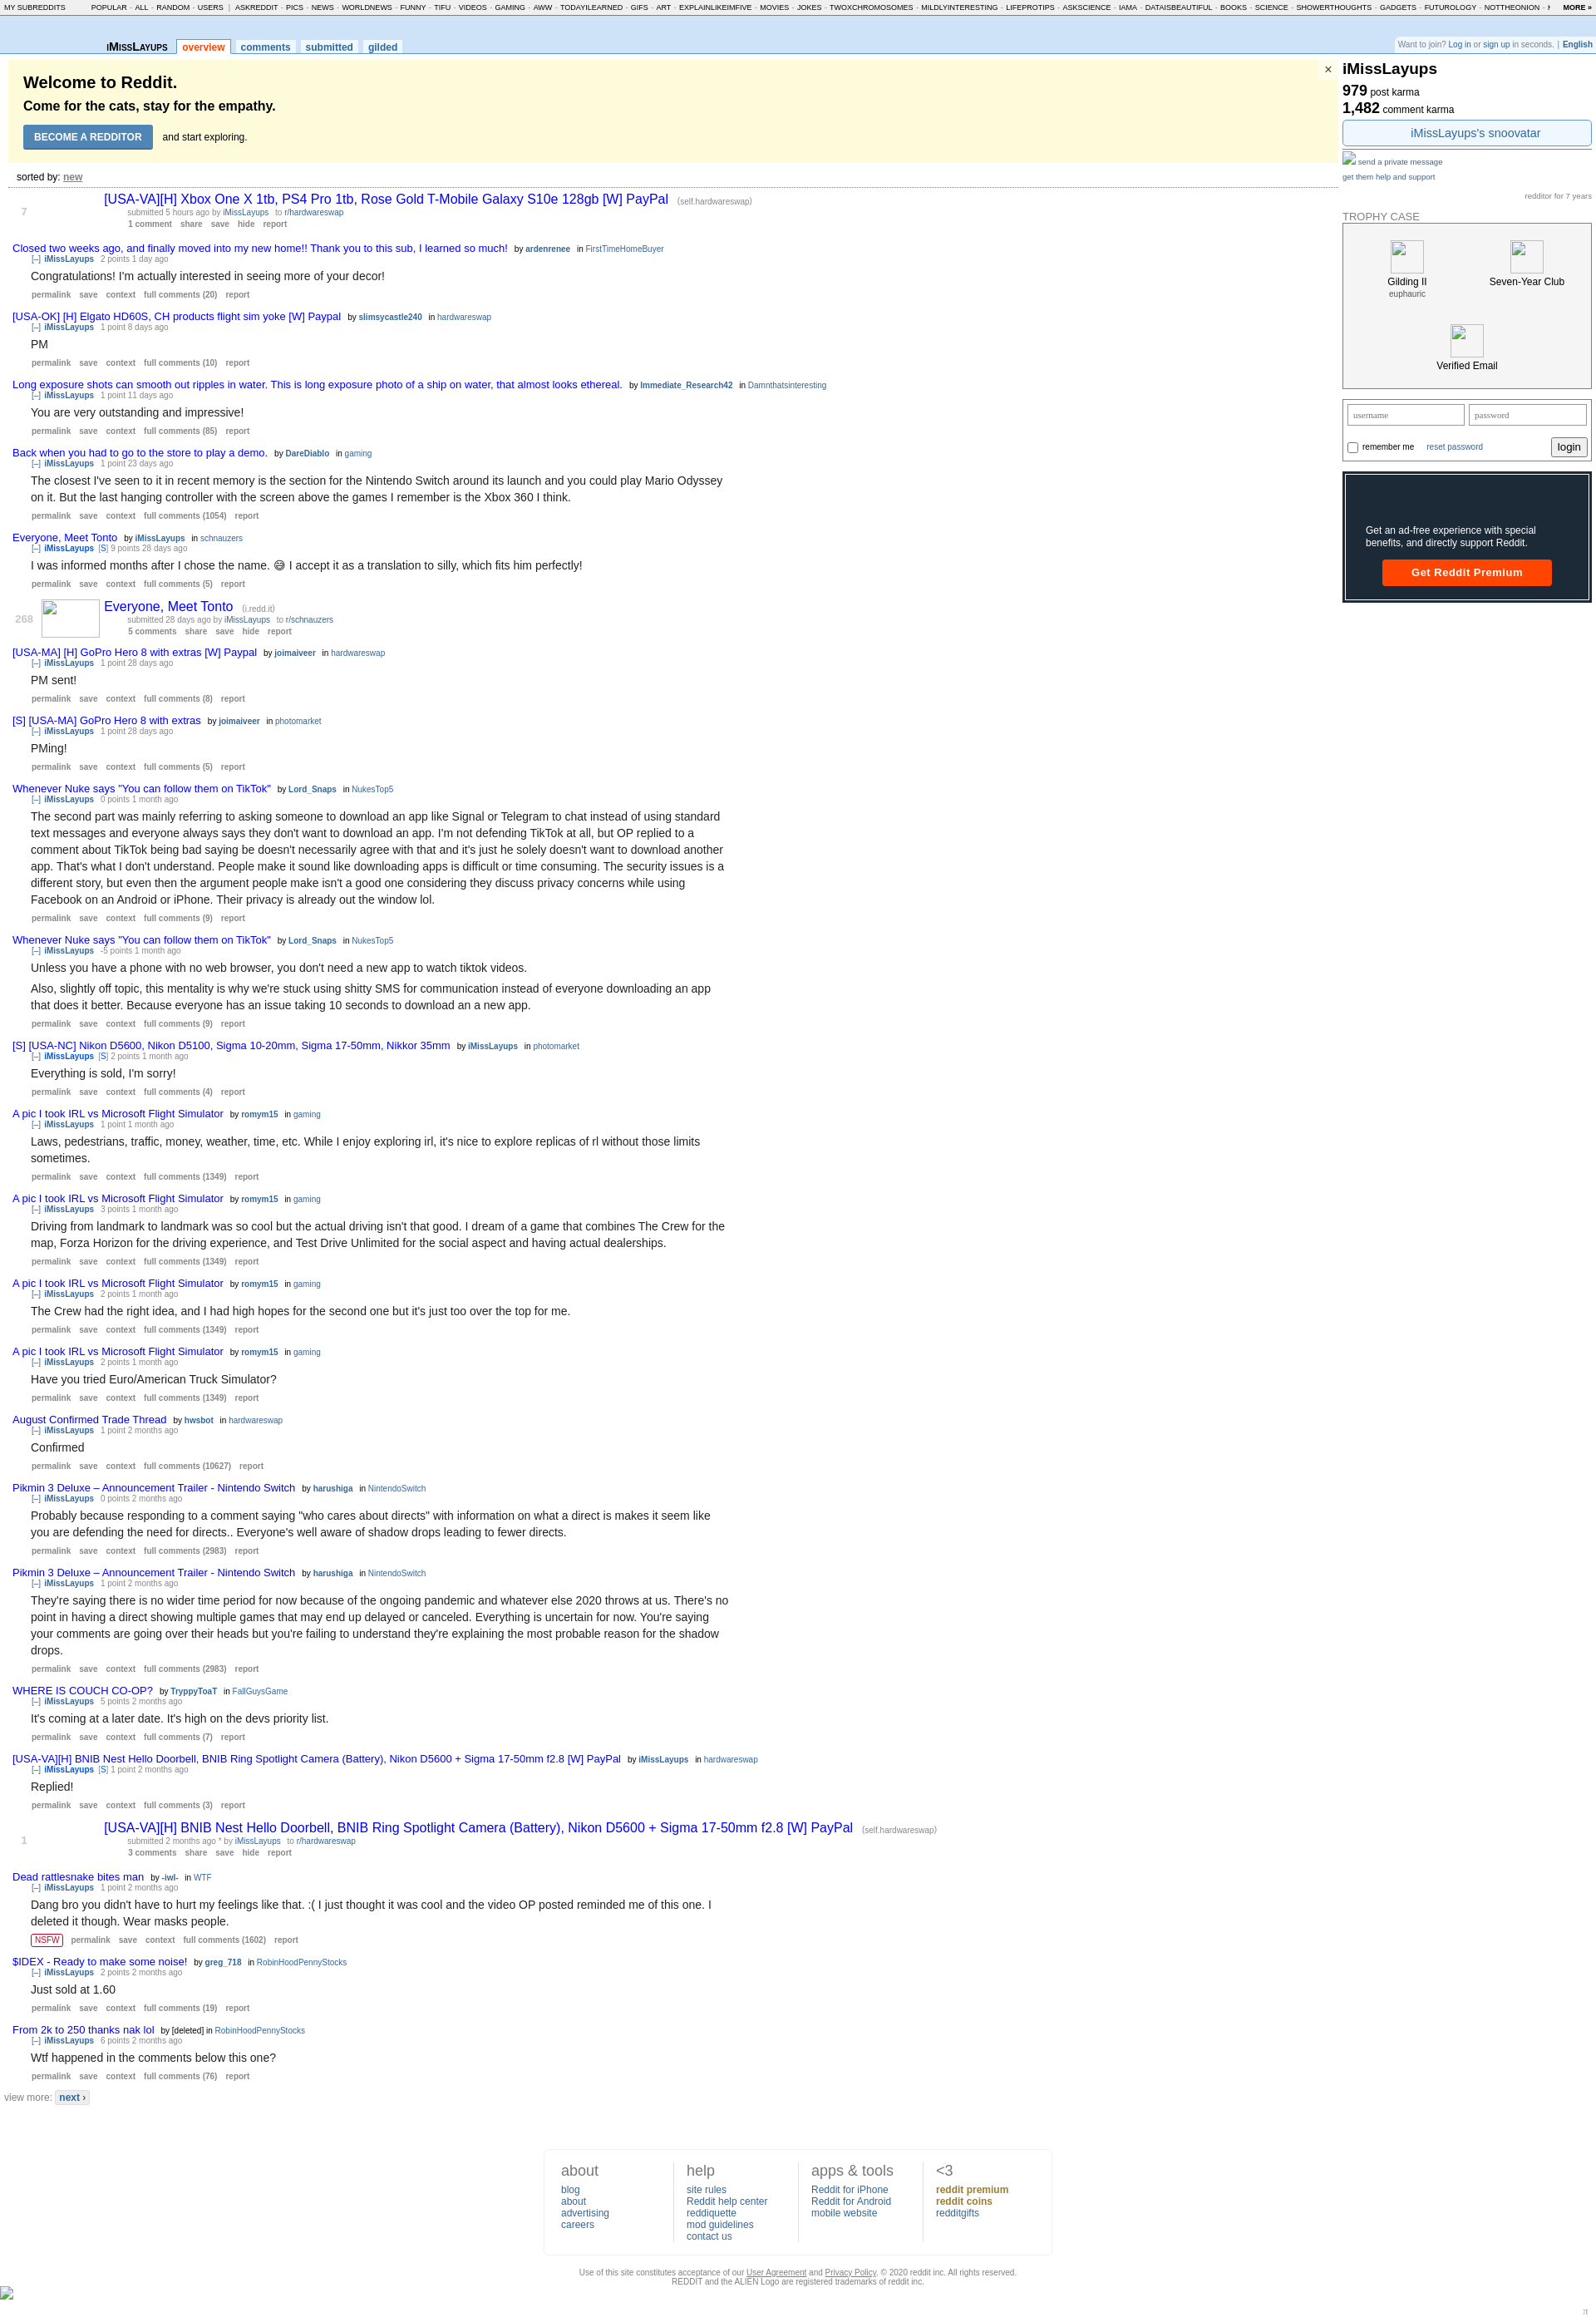 MY SUBREDDITS POPULAR - ALL - RANDOM - USERS | ASKREDDIT - PICS - NEWS - WORLDNEWS - FUNNY - TIFU - VIDEOS - GAMING - AWW - TODAYILEARNED - GIFS - ART - EXPLAINLIKEIMFIVE - MOVIES - JOKES - TWOXCHROMOSOMES - MILDLYINTERESTING - LIFEPROTIPS - ASKSCIENCE - IAMA - DATAISBEAUTIFUL - BOOKS - SCIENCE - SHOWERTHOUGHTS - GADGETS - FUTUROLOGY - NOTTHEONION - MORE »
iMissLayups overview comments submitted gilded
Want to join? Log in or sign up in seconds. | English
Welcome to Reddit.
×
Come for the cats, stay for the empathy.
BECOME A REDDITOR and start exploring.
sorted by: new
7
[USA-VA][H] Xbox One X 1tb, PS4 Pro 1tb, Rose Gold T-Mobile Galaxy S10e 128gb [W] PayPal (self.hardwareswap)
submitted 5 hours ago by iMissLayups to r/hardwareswap
1 comment share save hide report
Closed two weeks ago, and finally moved into my new home!! Thank you to this sub, I learned so much! by ardenrenee in FirstTimeHomeBuyer
[–] iMissLayups 2 points 1 day ago
Congratulations! I'm actually interested in seeing more of your decor!
permalink save context full comments (20) report
[USA-OK] [H] Elgato HD60S, CH products flight sim yoke [W] Paypal by slimsycastle240 in hardwareswap
[–] iMissLayups 1 point 8 days ago
PM
permalink save context full comments (10) report
Long exposure shots can smooth out ripples in water. This is long exposure photo of a ship on water, that almost looks ethereal. by Immediate_Research42 in Damnthatsinteresting
[–] iMissLayups 1 point 11 days ago
You are very outstanding and impressive!
permalink save context full comments (85) report
Back when you had to go to the store to play a demo. by DareDiablo in gaming
[–] iMissLayups 1 point 23 days ago
The closest I've seen to it in recent memory is the section for the Nintendo Switch around its launch and you could play Mario Odyssey
on it. But the last hanging controller with the screen above the games I remember is the Xbox 360 I think.
permalink save context full comments (1054) report
Everyone, Meet Tonto by iMissLayups in schnauzers
[–] iMissLayups [S] 9 points 28 days ago
I was informed months after I chose the name. 😅 I accept it as a translation to silly, which fits him perfectly!
permalink save context full comments (5) report
268
Everyone, Meet Tonto (i.redd.it)
submitted 28 days ago by iMissLayups to r/schnauzers
5 comments share save hide report
[USA-MA] [H] GoPro Hero 8 with extras [W] Paypal by joimaiveer in hardwareswap
[–] iMissLayups 1 point 28 days ago
PM sent!
permalink save context full comments (8) report
[S] [USA-MA] GoPro Hero 8 with extras by joimaiveer in photomarket
[–] iMissLayups 1 point 28 days ago
PMing!
permalink save context full comments (5) report
Whenever Nuke says "You can follow them on TikTok" by Lord_Snaps in NukesTop5
[–] iMissLayups 0 points 1 month ago
The second part was mainly referring to asking someone to download an app like Signal or Telegram to chat instead of using standard
text messages and everyone always says they don't want to download an app. I'm not defending TikTok at all, but OP replied to a
comment about TikTok being bad saying be doesn't necessarily agree with that and it's just he solely doesn't want to download another
app. That's what I don't understand. People make it sound like downloading apps is difficult or time consuming. The security issues is a
different story, but even then the argument people make isn't a good one considering they discuss privacy concerns while using
Facebook on an Android or iPhone. Their privacy is already out the window lol.
permalink save context full comments (9) report
Whenever Nuke says "You can follow them on TikTok" by Lord_Snaps in NukesTop5
[–] iMissLayups -5 points 1 month ago
Unless you have a phone with no web browser, you don't need a new app to watch tiktok videos.
Also, slightly off topic, this mentality is why we're stuck using shitty SMS for communication instead of everyone downloading an app
that does it better. Because everyone has an issue taking 10 seconds to download an a new app.
permalink save context full comments (9) report
[S] [USA-NC] Nikon D5600, Nikon D5100, Sigma 10-20mm, Sigma 17-50mm, Nikkor 35mm by iMissLayups in photomarket
[–] iMissLayups [S] 2 points 1 month ago
Everything is sold, I'm sorry!
permalink save context full comments (4) report
A pic I took IRL vs Microsoft Flight Simulator by romym15 in gaming
[–] iMissLayups 1 point 1 month ago
Laws, pedestrians, traffic, money, weather, time, etc. While I enjoy exploring irl, it's nice to explore replicas of rl without those limits
sometimes.
permalink save context full comments (1349) report
A pic I took IRL vs Microsoft Flight Simulator by romym15 in gaming
[–] iMissLayups 3 points 1 month ago
Driving from landmark to landmark was so cool but the actual driving isn't that good. I dream of a game that combines The Crew for the
map, Forza Horizon for the driving experience, and Test Drive Unlimited for the social aspect and having actual dealerships.
permalink save context full comments (1349) report
A pic I took IRL vs Microsoft Flight Simulator by romym15 in gaming
[–] iMissLayups 2 points 1 month ago
The Crew had the right idea, and I had high hopes for the second one but it's just too over the top for me.
permalink save context full comments (1349) report
A pic I took IRL vs Microsoft Flight Simulator by romym15 in gaming
[–] iMissLayups 2 points 1 month ago
Have you tried Euro/American Truck Simulator?
permalink save context full comments (1349) report
August Confirmed Trade Thread by hwsbot in hardwareswap
[–] iMissLayups 1 point 2 months ago
Confirmed
permalink save context full comments (10627) report
Pikmin 3 Deluxe – Announcement Trailer - Nintendo Switch by harushiga in NintendoSwitch
[–] iMissLayups 0 points 2 months ago
Probably because responding to a comment saying "who cares about directs" with information on what a direct is makes it seem like
you are defending the need for directs.. Everyone's well aware of shadow drops leading to fewer directs.
permalink save context full comments (2983) report
Pikmin 3 Deluxe – Announcement Trailer - Nintendo Switch by harushiga in NintendoSwitch
[–] iMissLayups 1 point 2 months ago
They're saying there is no wider time period for now because of the ongoing pandemic and whatever else 2020 throws at us. There's no
point in having a direct showing multiple games that may end up delayed or canceled. Everything is uncertain for now. You're saying
your comments are going over their heads but you're failing to understand they're explaining the most probable reason for the shadow
drops.
permalink save context full comments (2983) report
WHERE IS COUCH CO-OP? by TryppyToaT in FallGuysGame
[–] iMissLayups 5 points 2 months ago
It's coming at a later date. It's high on the devs priority list.
permalink save context full comments (7) report
[USA-VA][H] BNIB Nest Hello Doorbell, BNIB Ring Spotlight Camera (Battery), Nikon D5600 + Sigma 17-50mm f2.8 [W] PayPal by iMissLayups in hardwareswap
[–] iMissLayups [S] 1 point 2 months ago
Replied!
permalink save context full comments (3) report
1
[USA-VA][H] BNIB Nest Hello Doorbell, BNIB Ring Spotlight Camera (Battery), Nikon D5600 + Sigma 17-50mm f2.8 [W] PayPal (self.hardwareswap)
submitted 2 months ago * by iMissLayups to r/hardwareswap
3 comments share save hide report
Dead rattlesnake bites man by -iwl- in WTF
[–] iMissLayups 1 point 2 months ago
Dang bro you didn't have to hurt my feelings like that. :( I just thought it was cool and the video OP posted reminded me of this one. I
deleted it though. Wear masks people.
NSFW permalink save context full comments (1602) report
$IDEX - Ready to make some noise! by greg_718 in RobinHoodPennyStocks
[–] iMissLayups 2 points 2 months ago
Just sold at 1.60
permalink save context full comments (19) report
From 2k to 250 thanks nak lol by [deleted] in RobinHoodPennyStocks
[–] iMissLayups 6 points 2 months ago
Wtf happened in the comments below this one?
permalink save context full comments (76) report
view more: next ›
iMissLayups
979 post karma
1,482 comment karma
iMissLayups's snoovatar
send a private message
get them help and support
redditor for 7 years
TROPHY CASE
Gilding II
euphauric
Seven-Year Club
Verified Email
username password
remember me reset password login
Get an ad-free experience with special
benefits, and directly support Reddit.
Get Reddit Premium
about
blog
about
advertising
careers
help
site rules
Reddit help center
reddiquette
mod guidelines
contact us
apps & tools
Reddit for iPhone
Reddit for Android
mobile website
<3
reddit premium
reddit coins
redditgifts
Use of this site constitutes acceptance of our User Agreement and Privacy Policy. © 2020 reddit inc. All rights reserved.
REDDIT and the ALIEN Logo are registered trademarks of reddit inc.